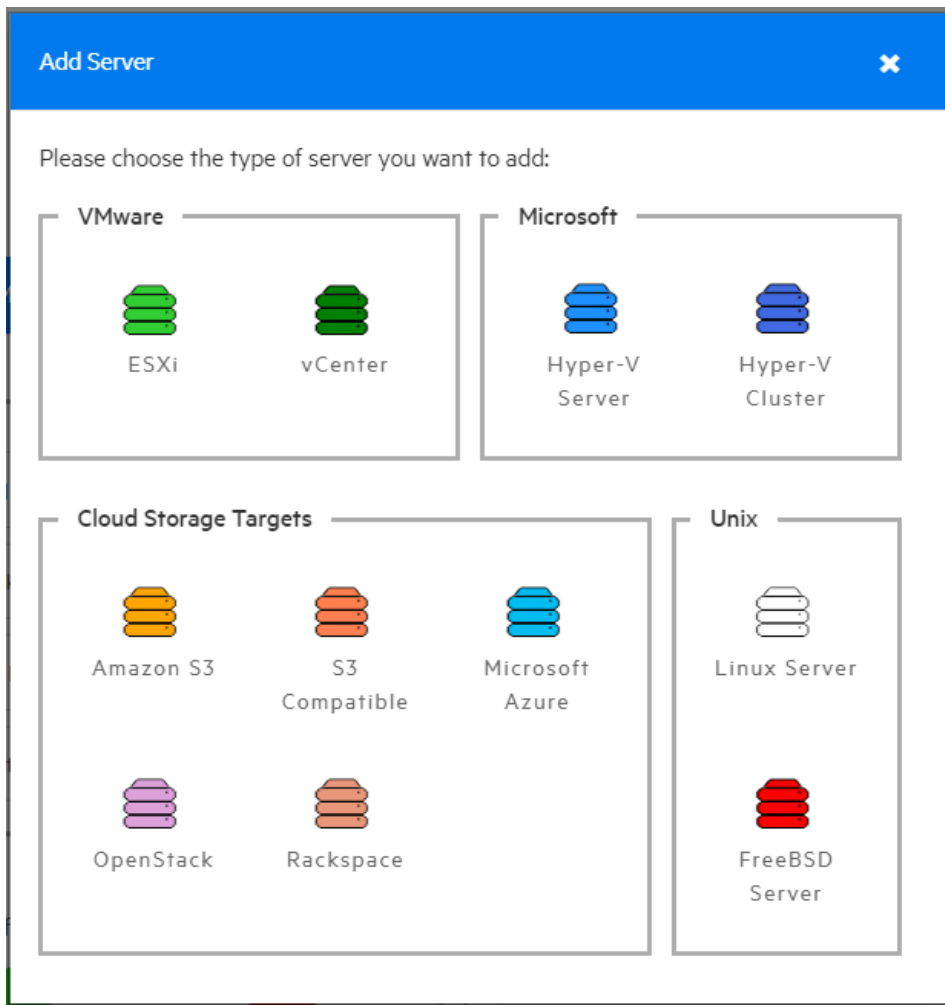 Add Server
Please choose the type of server you want to add:
VMware
Microsoft
ESXi
vCenter
Hyper-V
Server
Hyper-V
Cluster
Cloud Storage Targets
Unix
Amazon S3
S3
Compatible
Microsoft
Azure
Linux Server
OpenStack
Rackspace
FreeBSD
Server